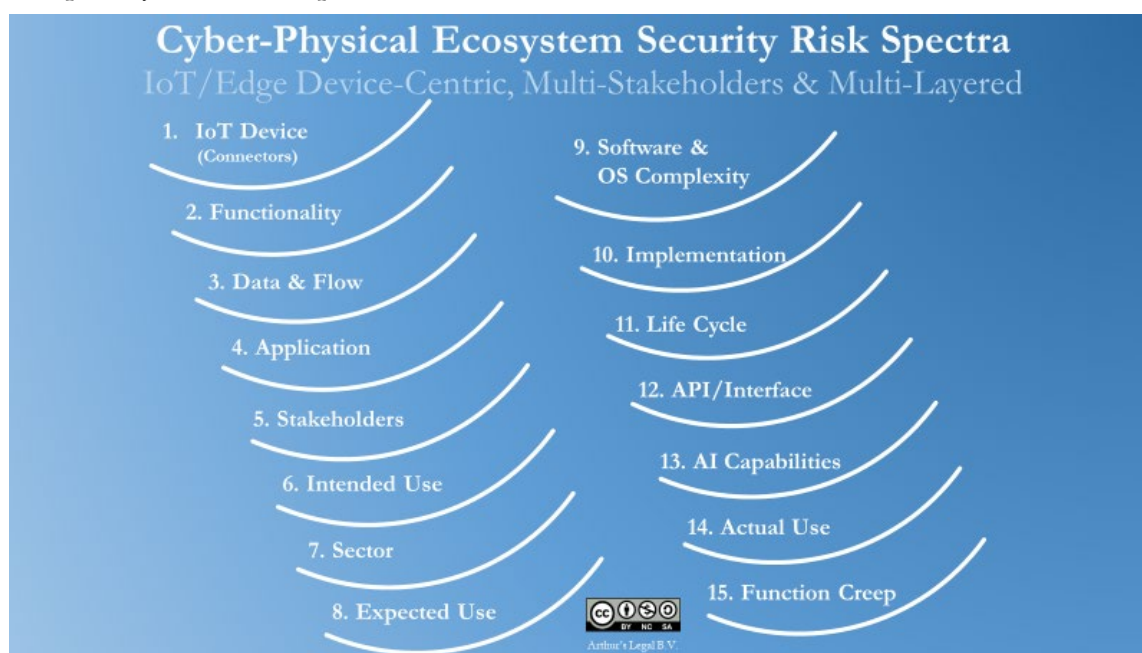 Cyber-Physical Ecosystem Security Risk Spectra
IoT/Edge Device-Centric, Multi-Stakeholders & Multi-Layered
1. IoT Device
(Connectors)
2. Functionality
3. Data & Flow
4. Application
5. Stakeholders
6. Intended Use
7. Sector
8. Expected Use
9. Software &
OS Complexity
10. Implementation
11. Life Cycle
12. API/Interface
13. AI Capabilities
14. Actual Use
15. Function Creep
cc
BY NC SA
Arthur's Legal B.V.